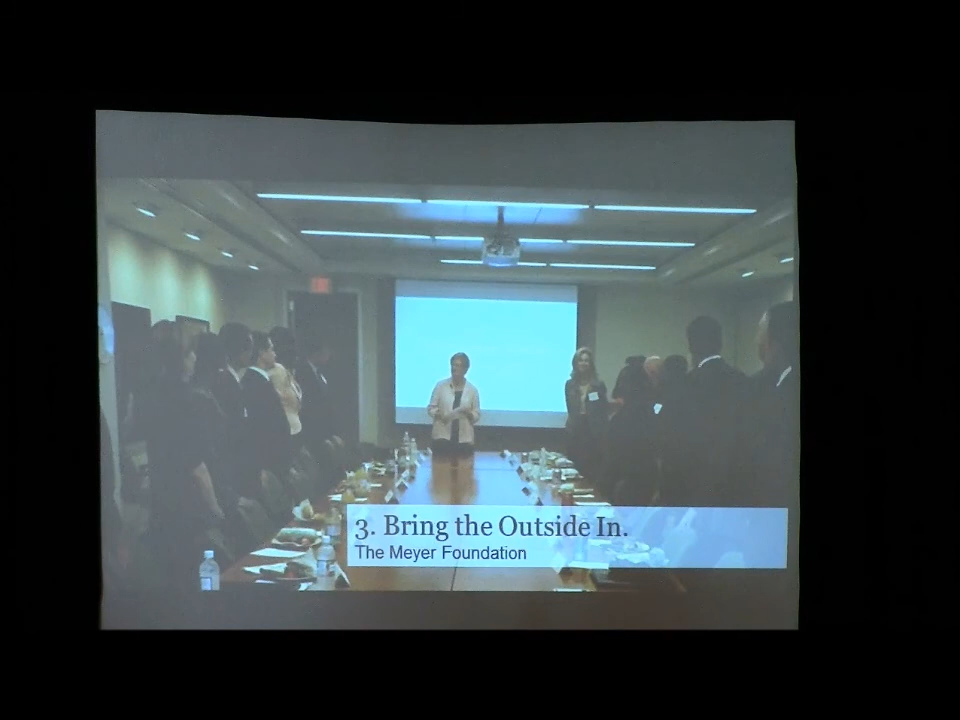 3. Bring the Outside In.
The Meyer Foundation